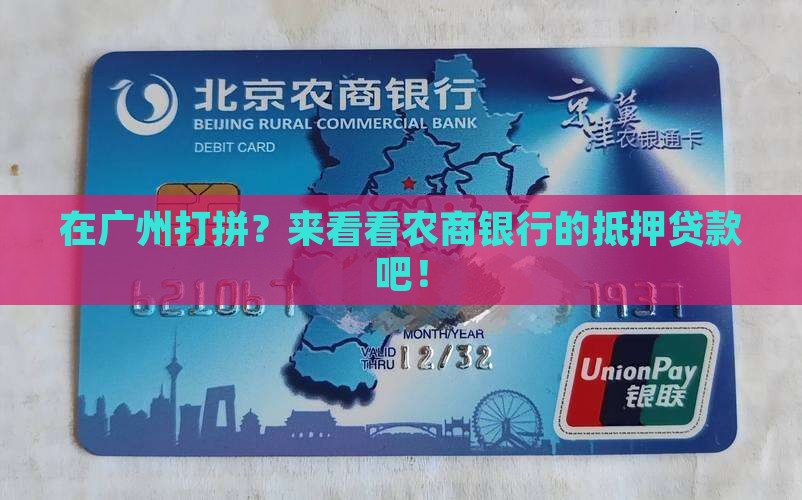 北京农商银行
BEIJING RURAL COMMERCIAL BANK
DEBIT CARD
京津冀
农银通卡
在广州打拼？来看看农商银行的抵押贷款
吧！
MONTH/YEAR
VALID
THRU 12/32
UnionPay
银联